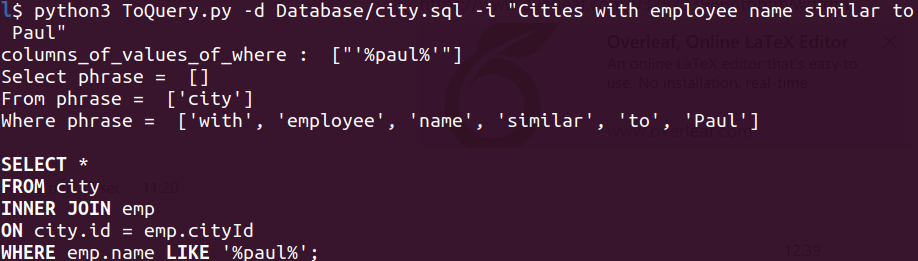 l$ python3 ToQuery.py -d Database/city.sql -i "Cities with employee name similar to
Paul"
columns_of_values_of_where :  ["'%paul%'"]
Select phrase =  []
From phrase =  ['city']
Where phrase =  ['with', 'employee', 'name', 'similar', 'to', 'Paul']
SELECT *
FROM city
INNER JOIN emp
ON city.id = emp.cityId
WHERE emp.name LIKE '%paul%';
Overleaf, Online LaTeX Editor
An online LaTeX editor that's easy to
use. No installation, real-time
11:20
12:39